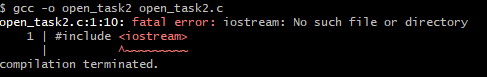 $ gcc -o open_task2 open_task2.c
open_task2.c:1:10: fatal error: iostream: No such file or directory
    1 | #include <iostream>
      |          ^~~~~~~~~~
compilation terminated.